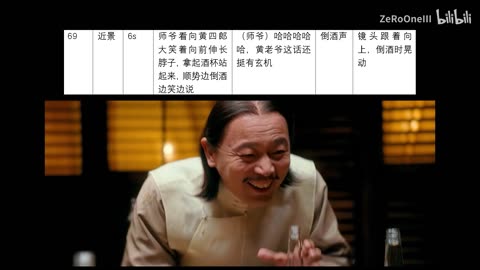 ZeRoOneIII bilibili
69 近景 6s 师爷看向黄四郎 （师爷）哈哈哈哈 倒酒声 镜头跟着向
大笑着向前伸长 哈，黄老爷这话还 上，倒酒时晃
脖子，拿起酒杯站 挺有玄机 动
起来，顺势边倒酒
边笑边说